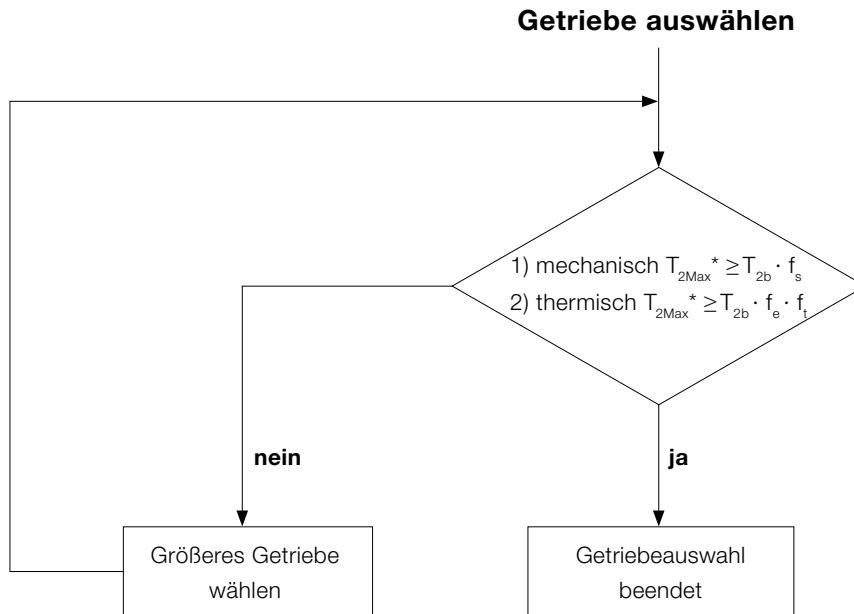 Getriebe auswählen
1) mechanisch T₂Max* ≥ T₂b · fₛ
2) thermisch T₂Max* ≥ T₂b · fₑ · fₜ
nein
ja
Größeres Getriebe
wählen
Getriebeauswahl
beendet